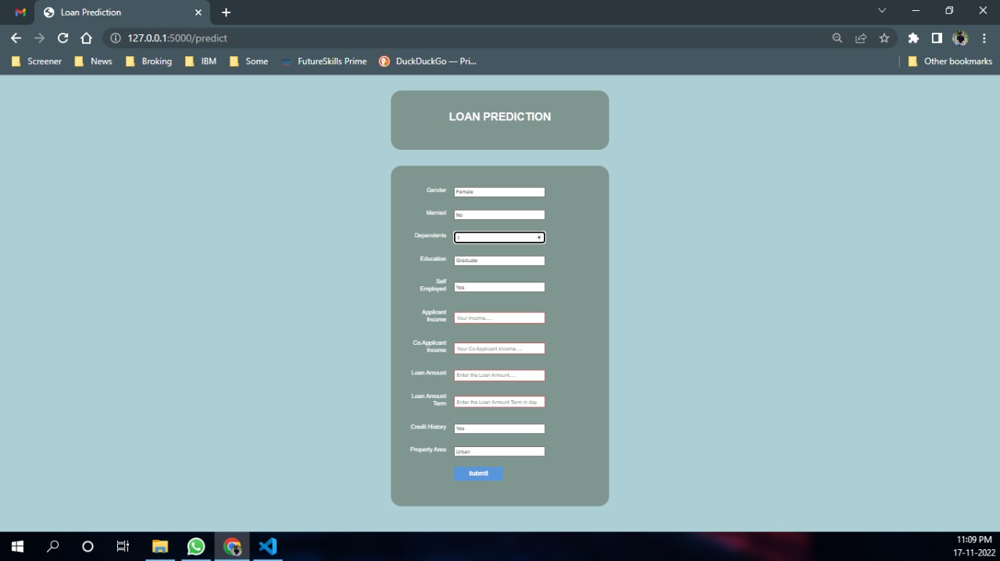 Loan Prediction
127.0.0.1:5000/predict
Screener News Broking IBM Some FutureSkills Prime DuckDuckGo — Pri... Other bookmarks
LOAN PREDICTION
Gender Female
Married No
Dependents 1
Education Graduate
Self
Employed Yes
Applicant
Income Your Income.....
Co Applicant
Income Your Co Applicant Income.....
Loan Amount Enter the Loan Amount.....
Loan Amount
Term Enter the Loan Amount Term in day
Credit History Yes
Property Area Urban
Submit
11:09 PM
17-11-2022